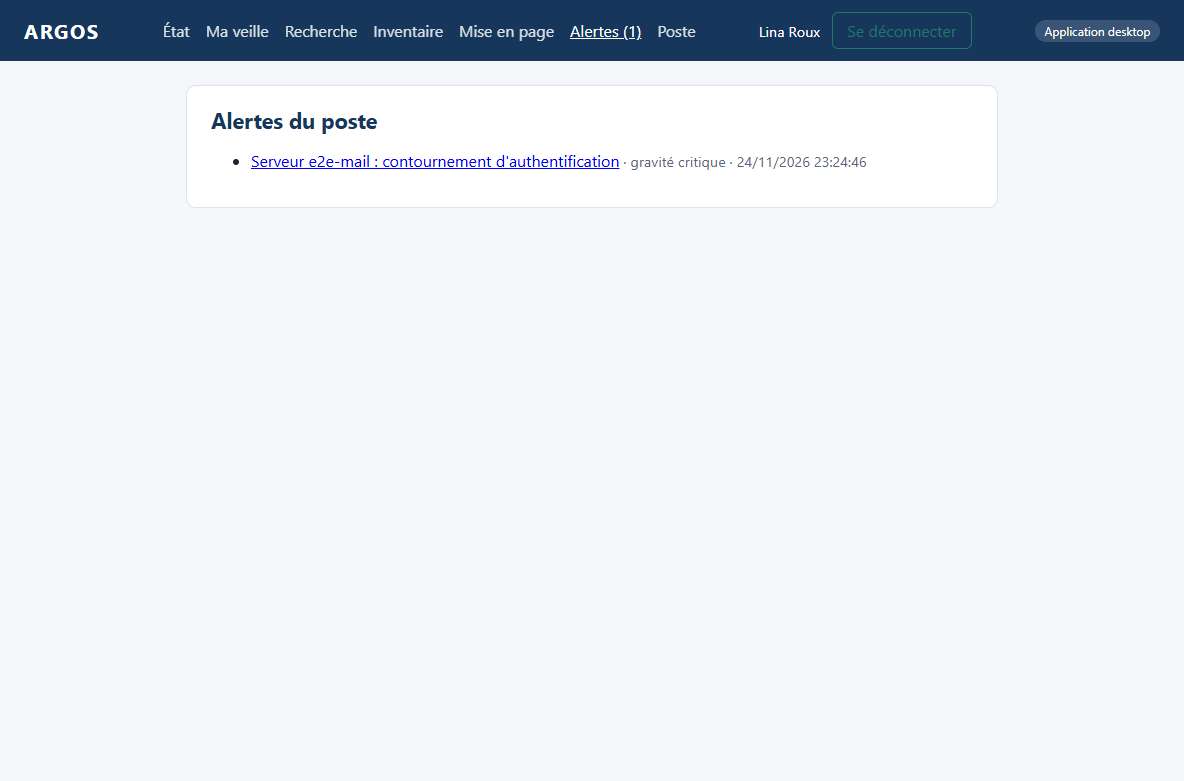 ARGOS État Ma veille Recherche Inventaire Mise en page Alertes (1) Poste Lina Roux Se déconnecter Application desktop
Alertes du poste
• Serveur e2e-mail : contournement d'authentification · gravité critique · 24/11/2026 23:24:46